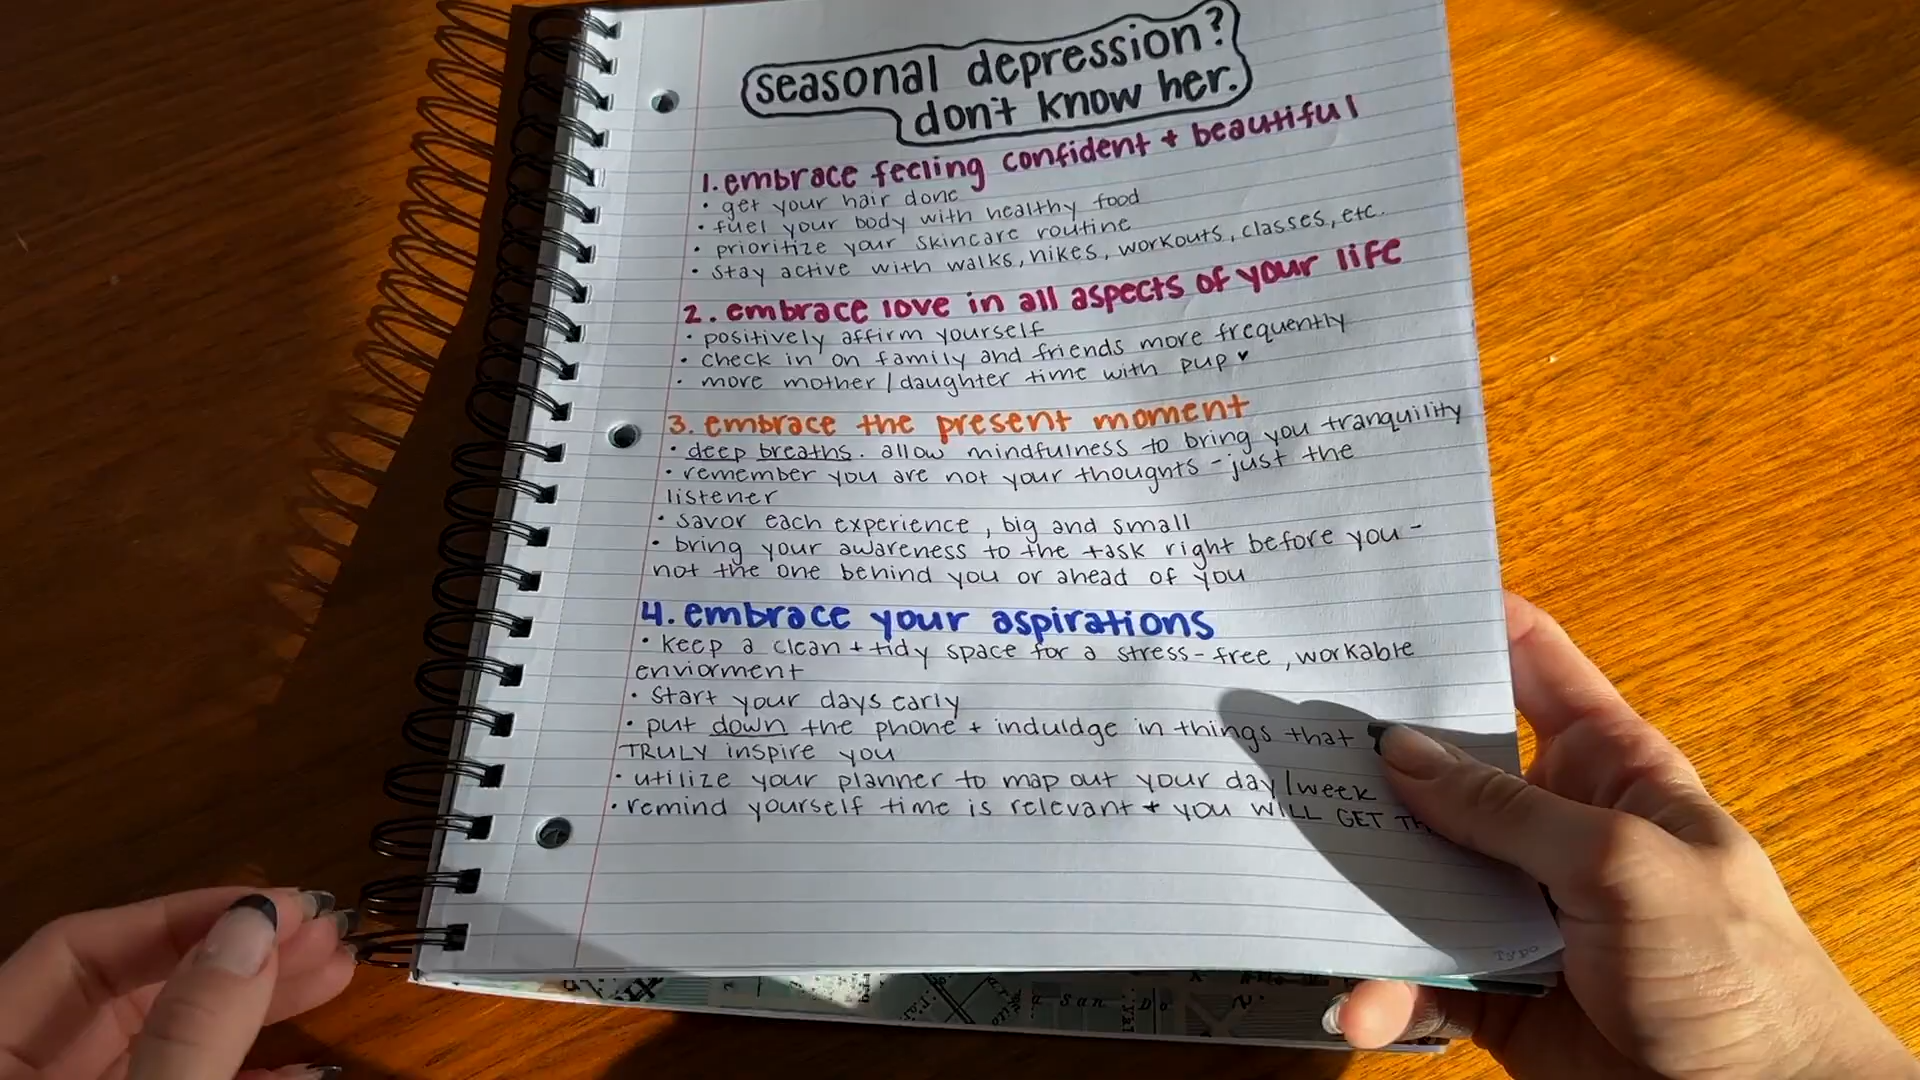 seasonal depression?
don't know her.
1. embrace feeling confident + beautiful
• get your hair done
• fuel your body with healthy food
• prioritize your skincare routine
• stay active with walks, hikes, workouts, classes, etc.
2. embrace love in all aspects of your life
• positively affirm yourself
• check in on family and friends more frequently
• more mother/daughter time with pup ♥
3. embrace the present moment
• deep breaths. allow mindfulness to bring you tranquility
• remember you are not your thoughts - just the
listener
• savor each experience, big and small
• bring your awareness to the task right before you -
not the one behind you or ahead of you
4. embrace your aspirations
• keep a clean + tidy space for a stress-free, workable
enviorment
• start your days early
• put down the phone + induldge in things that
TRULY inspire you
• utilize your planner to map out your day/week
• remind yourself time is relevant + you WILL GET
TYPO
San